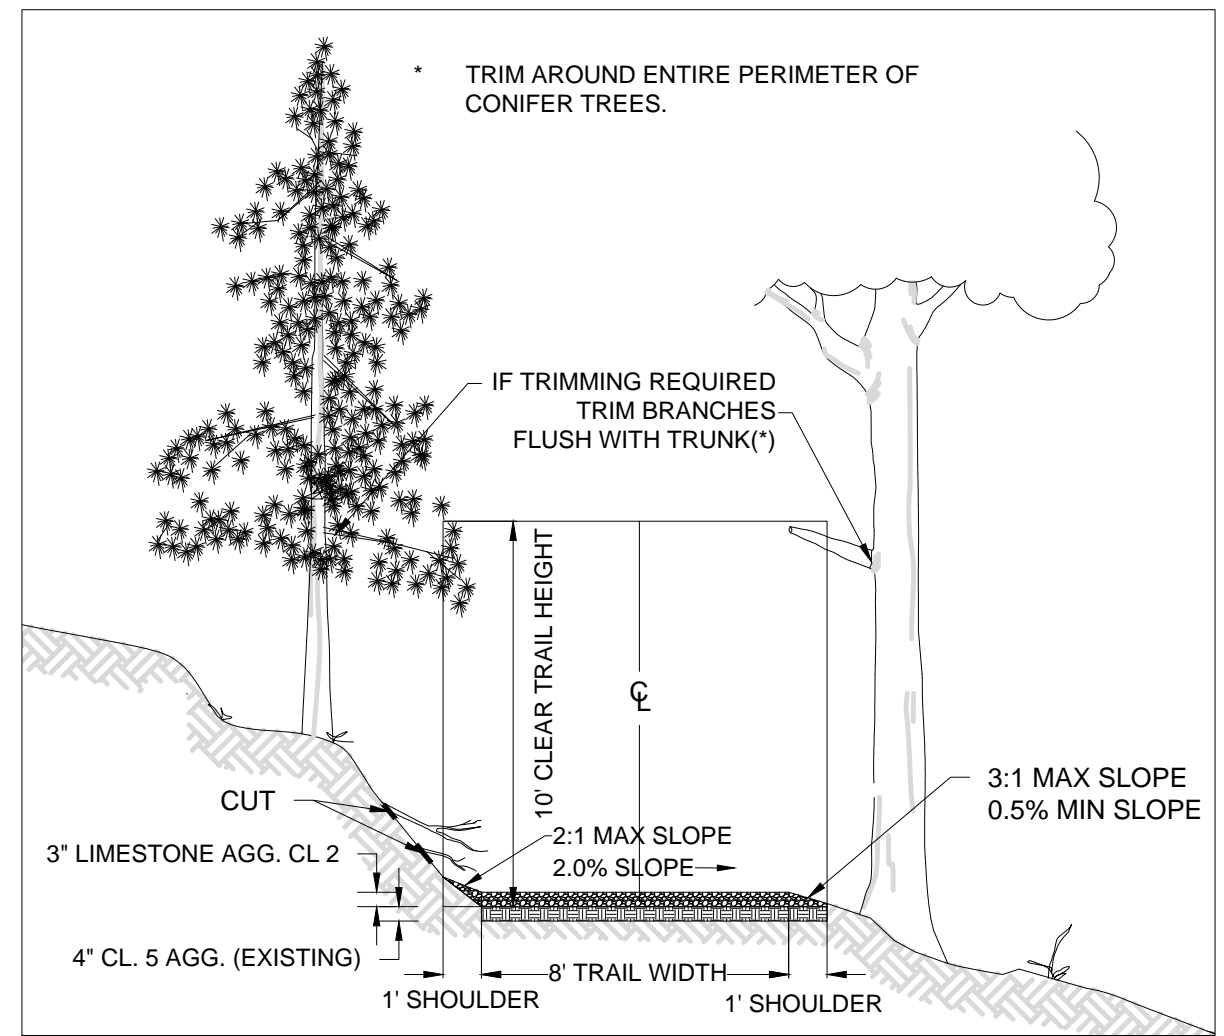 * TRIM AROUND ENTIRE PERIMETER OF
CONIFER TREES.
IF TRIMMING REQUIRED
TRIM BRANCHES
FLUSH WITH TRUNK(*)
10' CLEAR TRAIL HEIGHT
℄
3:1 MAX SLOPE
0.5% MIN SLOPE
CUT
2:1 MAX SLOPE
2.0% SLOPE
3" LIMESTONE AGG. CL 2
4" CL. 5 AGG. (EXISTING)
8' TRAIL WIDTH
1' SHOULDER
1' SHOULDER